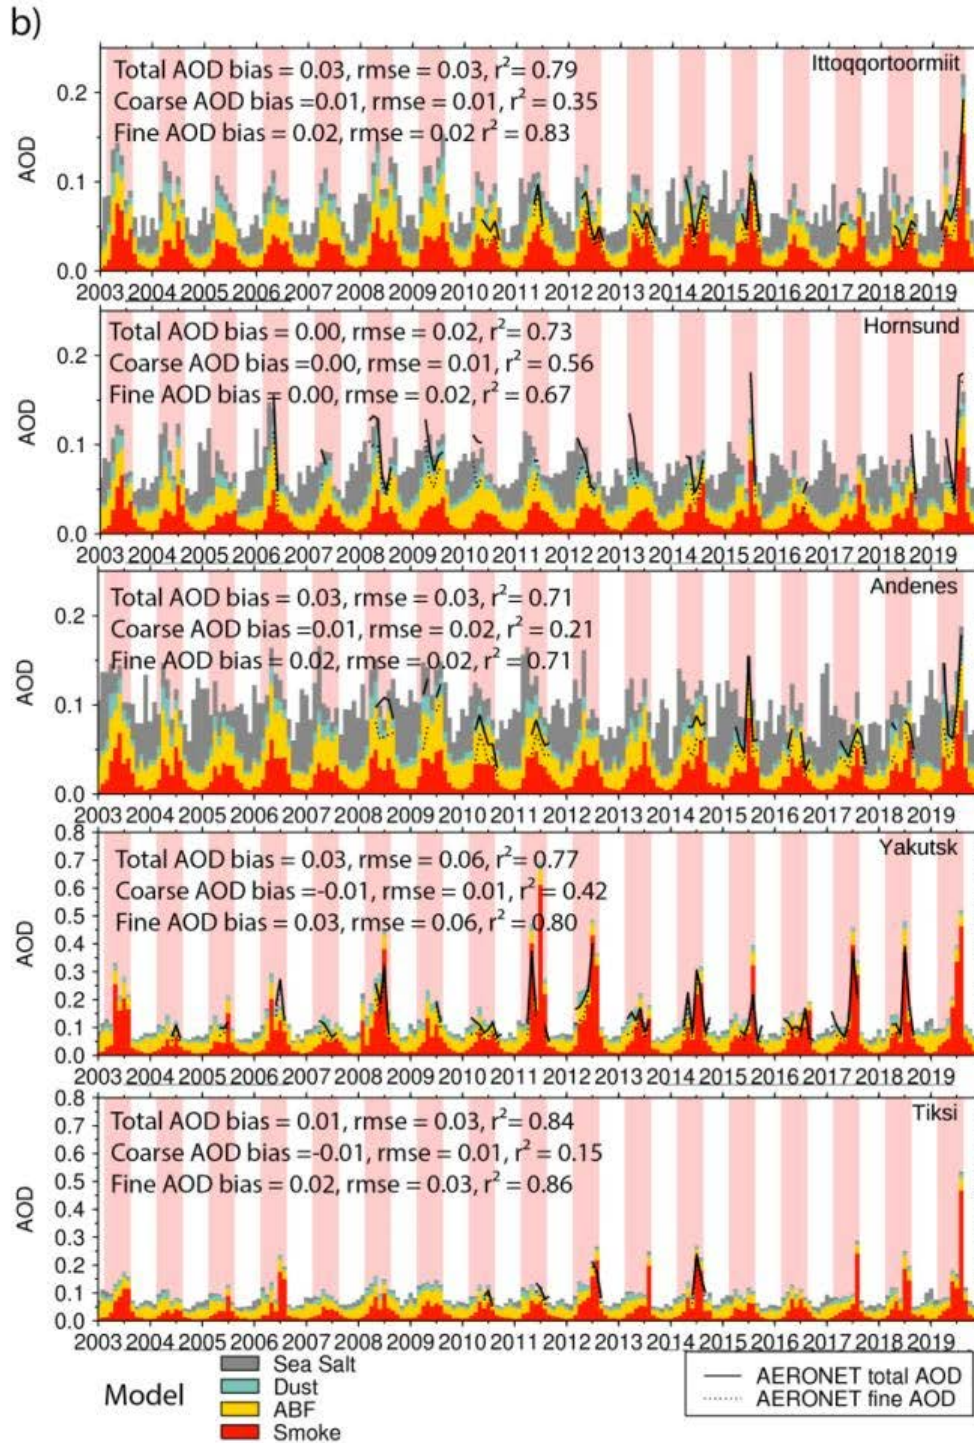 b)
Total AOD bias = 0.03, rmse = 0.03, r² = 0.79
Ittoqqortoormiit
Coarse AOD bias =0.01, rmse = 0.01, r² = 0.35
Fine AOD bias = 0.02, rmse = 0.02 r² = 0.83
AOD
0.2
0.1
0.0
2003 2004 2005 2006 2007 2008 2009 2010 2011 2012 2013 2014 2015 2016 2017 2018 2019
Total AOD bias = 0.00, rmse = 0.02, r² = 0.73
Hornsund
Coarse AOD bias =0.00, rmse = 0.01, r² = 0.56
Fine AOD bias = 0.00, rmse = 0.02, r² = 0.67
AOD
0.2
0.1
0.0
2003 2004 2005 2006 2007 2008 2009 2010 2011 2012 2013 2014 2015 2016 2017 2018 2019
Total AOD bias = 0.03, rmse = 0.03, r² = 0.71
Andenes
Coarse AOD bias =0.01, rmse = 0.02, r² = 0.21
Fine AOD bias = 0.02, rmse = 0.02, r² = 0.71
AOD
0.2
0.1
0.0
2003 2004 2005 2006 2007 2008 2009 2010 2011 2012 2013 2014 2015 2016 2017 2018 2019
Total AOD bias = 0.03, rmse = 0.06, r² = 0.77
Yakutsk
Coarse AOD bias =-0.01, rmse = 0.01, r² = 0.42
Fine AOD bias = 0.03, rmse = 0.06, r² = 0.80
AOD
0.8
0.7
0.6
0.5
0.4
0.3
0.2
0.1
0.0
2003 2004 2005 2006 2007 2008 2009 2010 2011 2012 2013 2014 2015 2016 2017 2018 2019
Total AOD bias = 0.01, rmse = 0.03, r² = 0.84
Tiksi
Coarse AOD bias =-0.01, rmse = 0.01, r² = 0.15
Fine AOD bias = 0.02, rmse = 0.03, r² = 0.86
AOD
0.8
0.7
0.6
0.5
0.4
0.3
0.2
0.1
0.0
2003 2004 2005 2006 2007 2008 2009 2010 2011 2012 2013 2014 2015 2016 2017 2018 2019
Model
Sea Salt
Dust
ABF
Smoke
AERONET total AOD
AERONET fine AOD